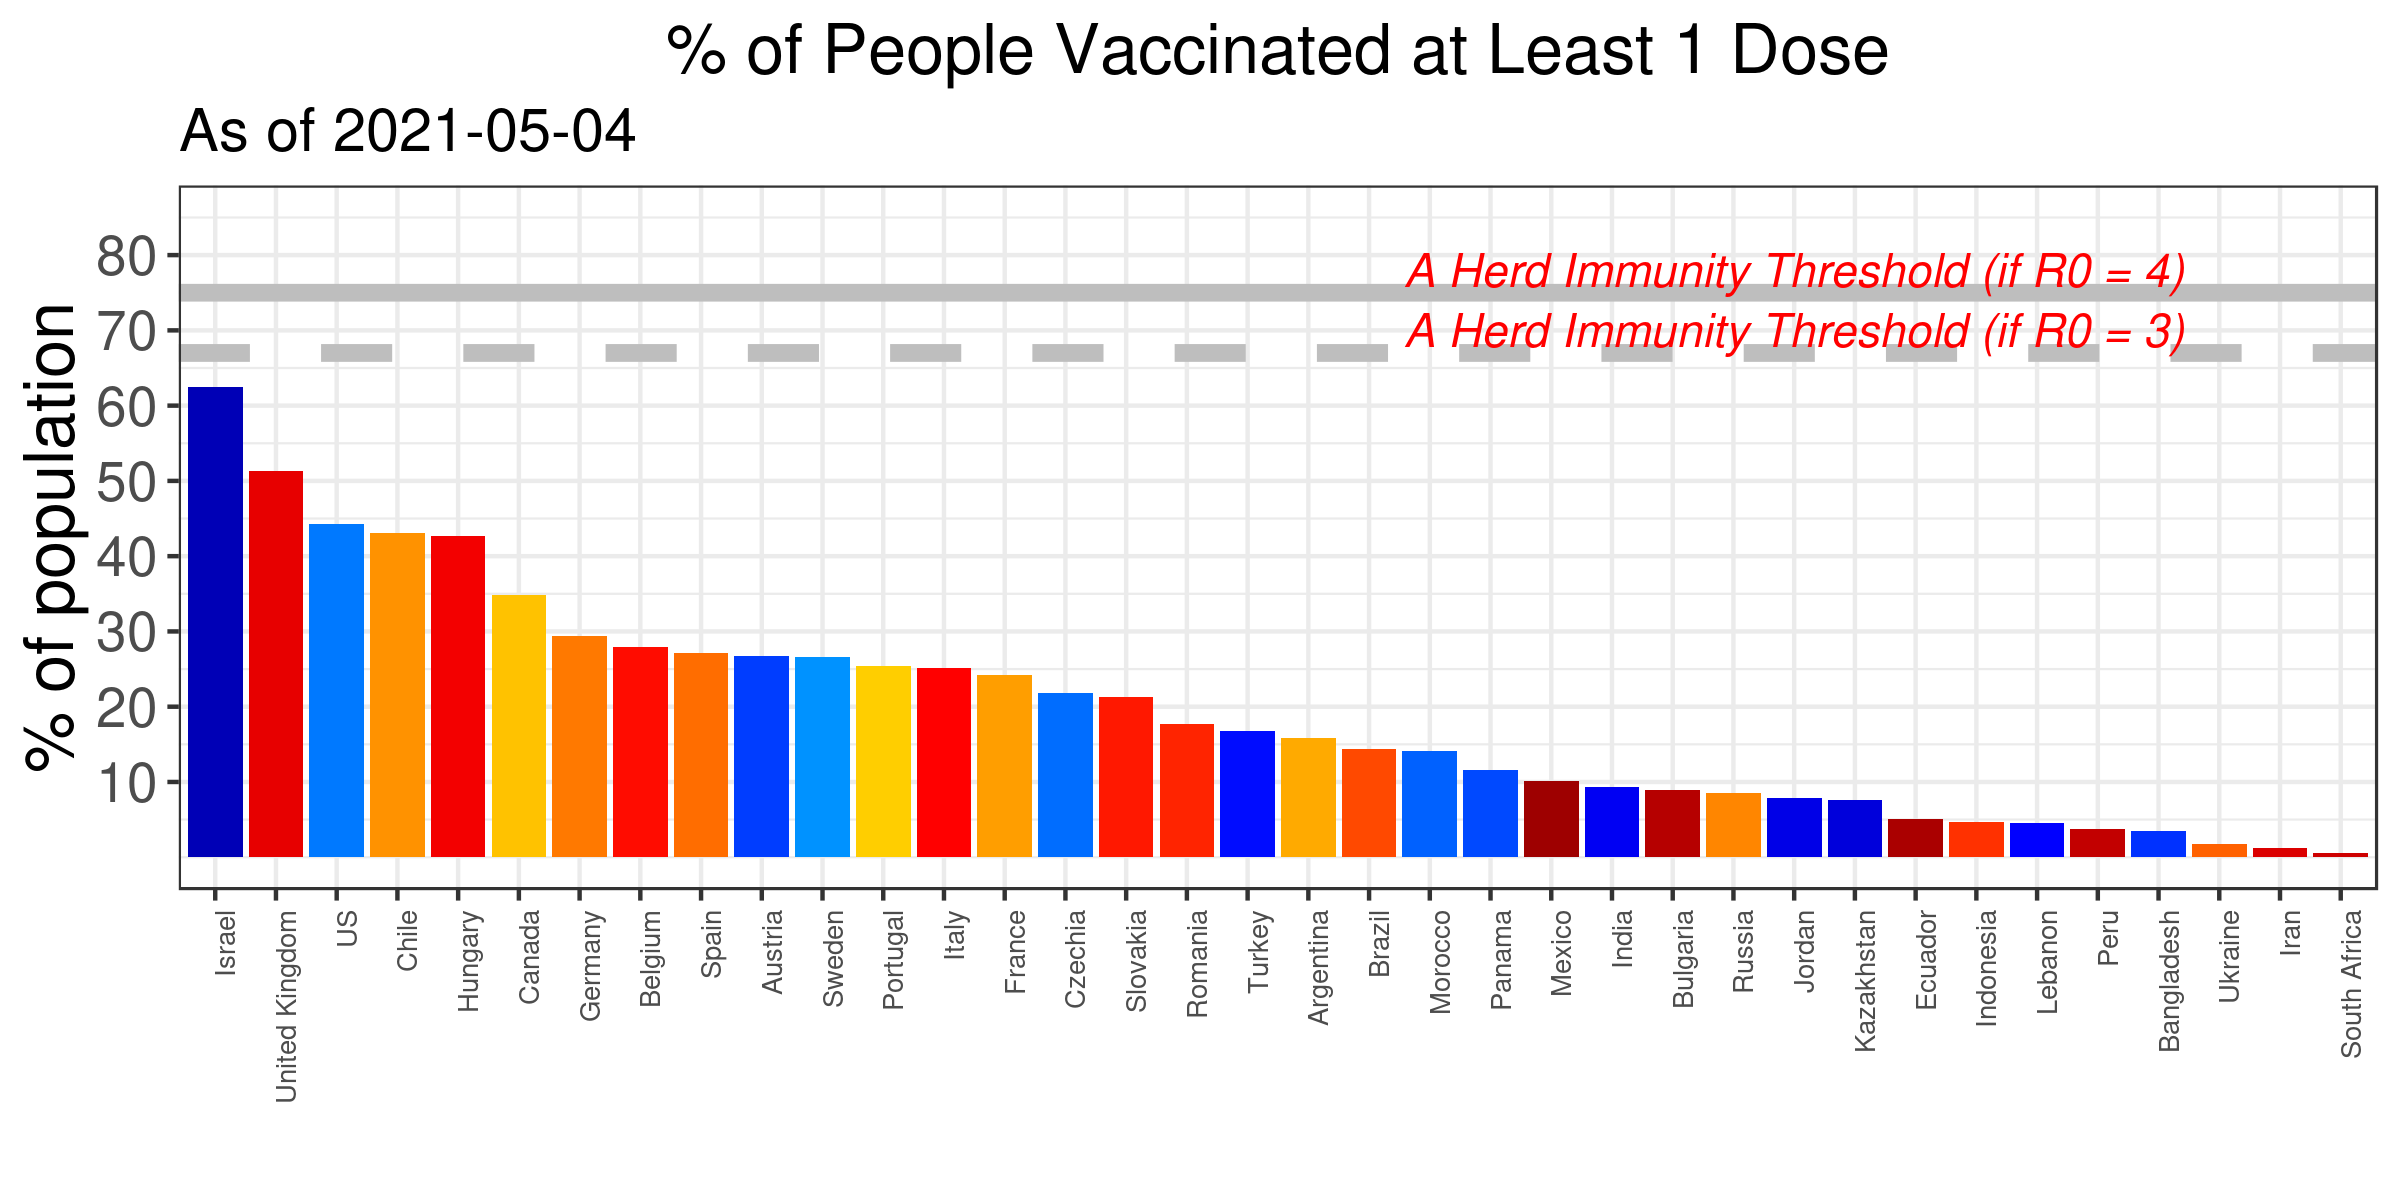 % of People Vaccinated at Least 1 Dose
As of 2021-05-04
% of population
80
70
60
50
40
30
20
10
A Herd Immunity Threshold (if R0 = 4)
A Herd Immunity Threshold (if R0 = 3)
Israel
United Kingdom
US
Chile
Hungary
Canada
Germany
Belgium
Spain
Austria
Sweden
Portugal
Italy
France
Czechia
Slovakia
Romania
Turkey
Argentina
Brazil
Morocco
Panama
Mexico
India
Bulgaria
Russia
Jordan
Kazakhstan
Ecuador
Indonesia
Lebanon
Peru
Bangladesh
Ukraine
Iran
South Africa